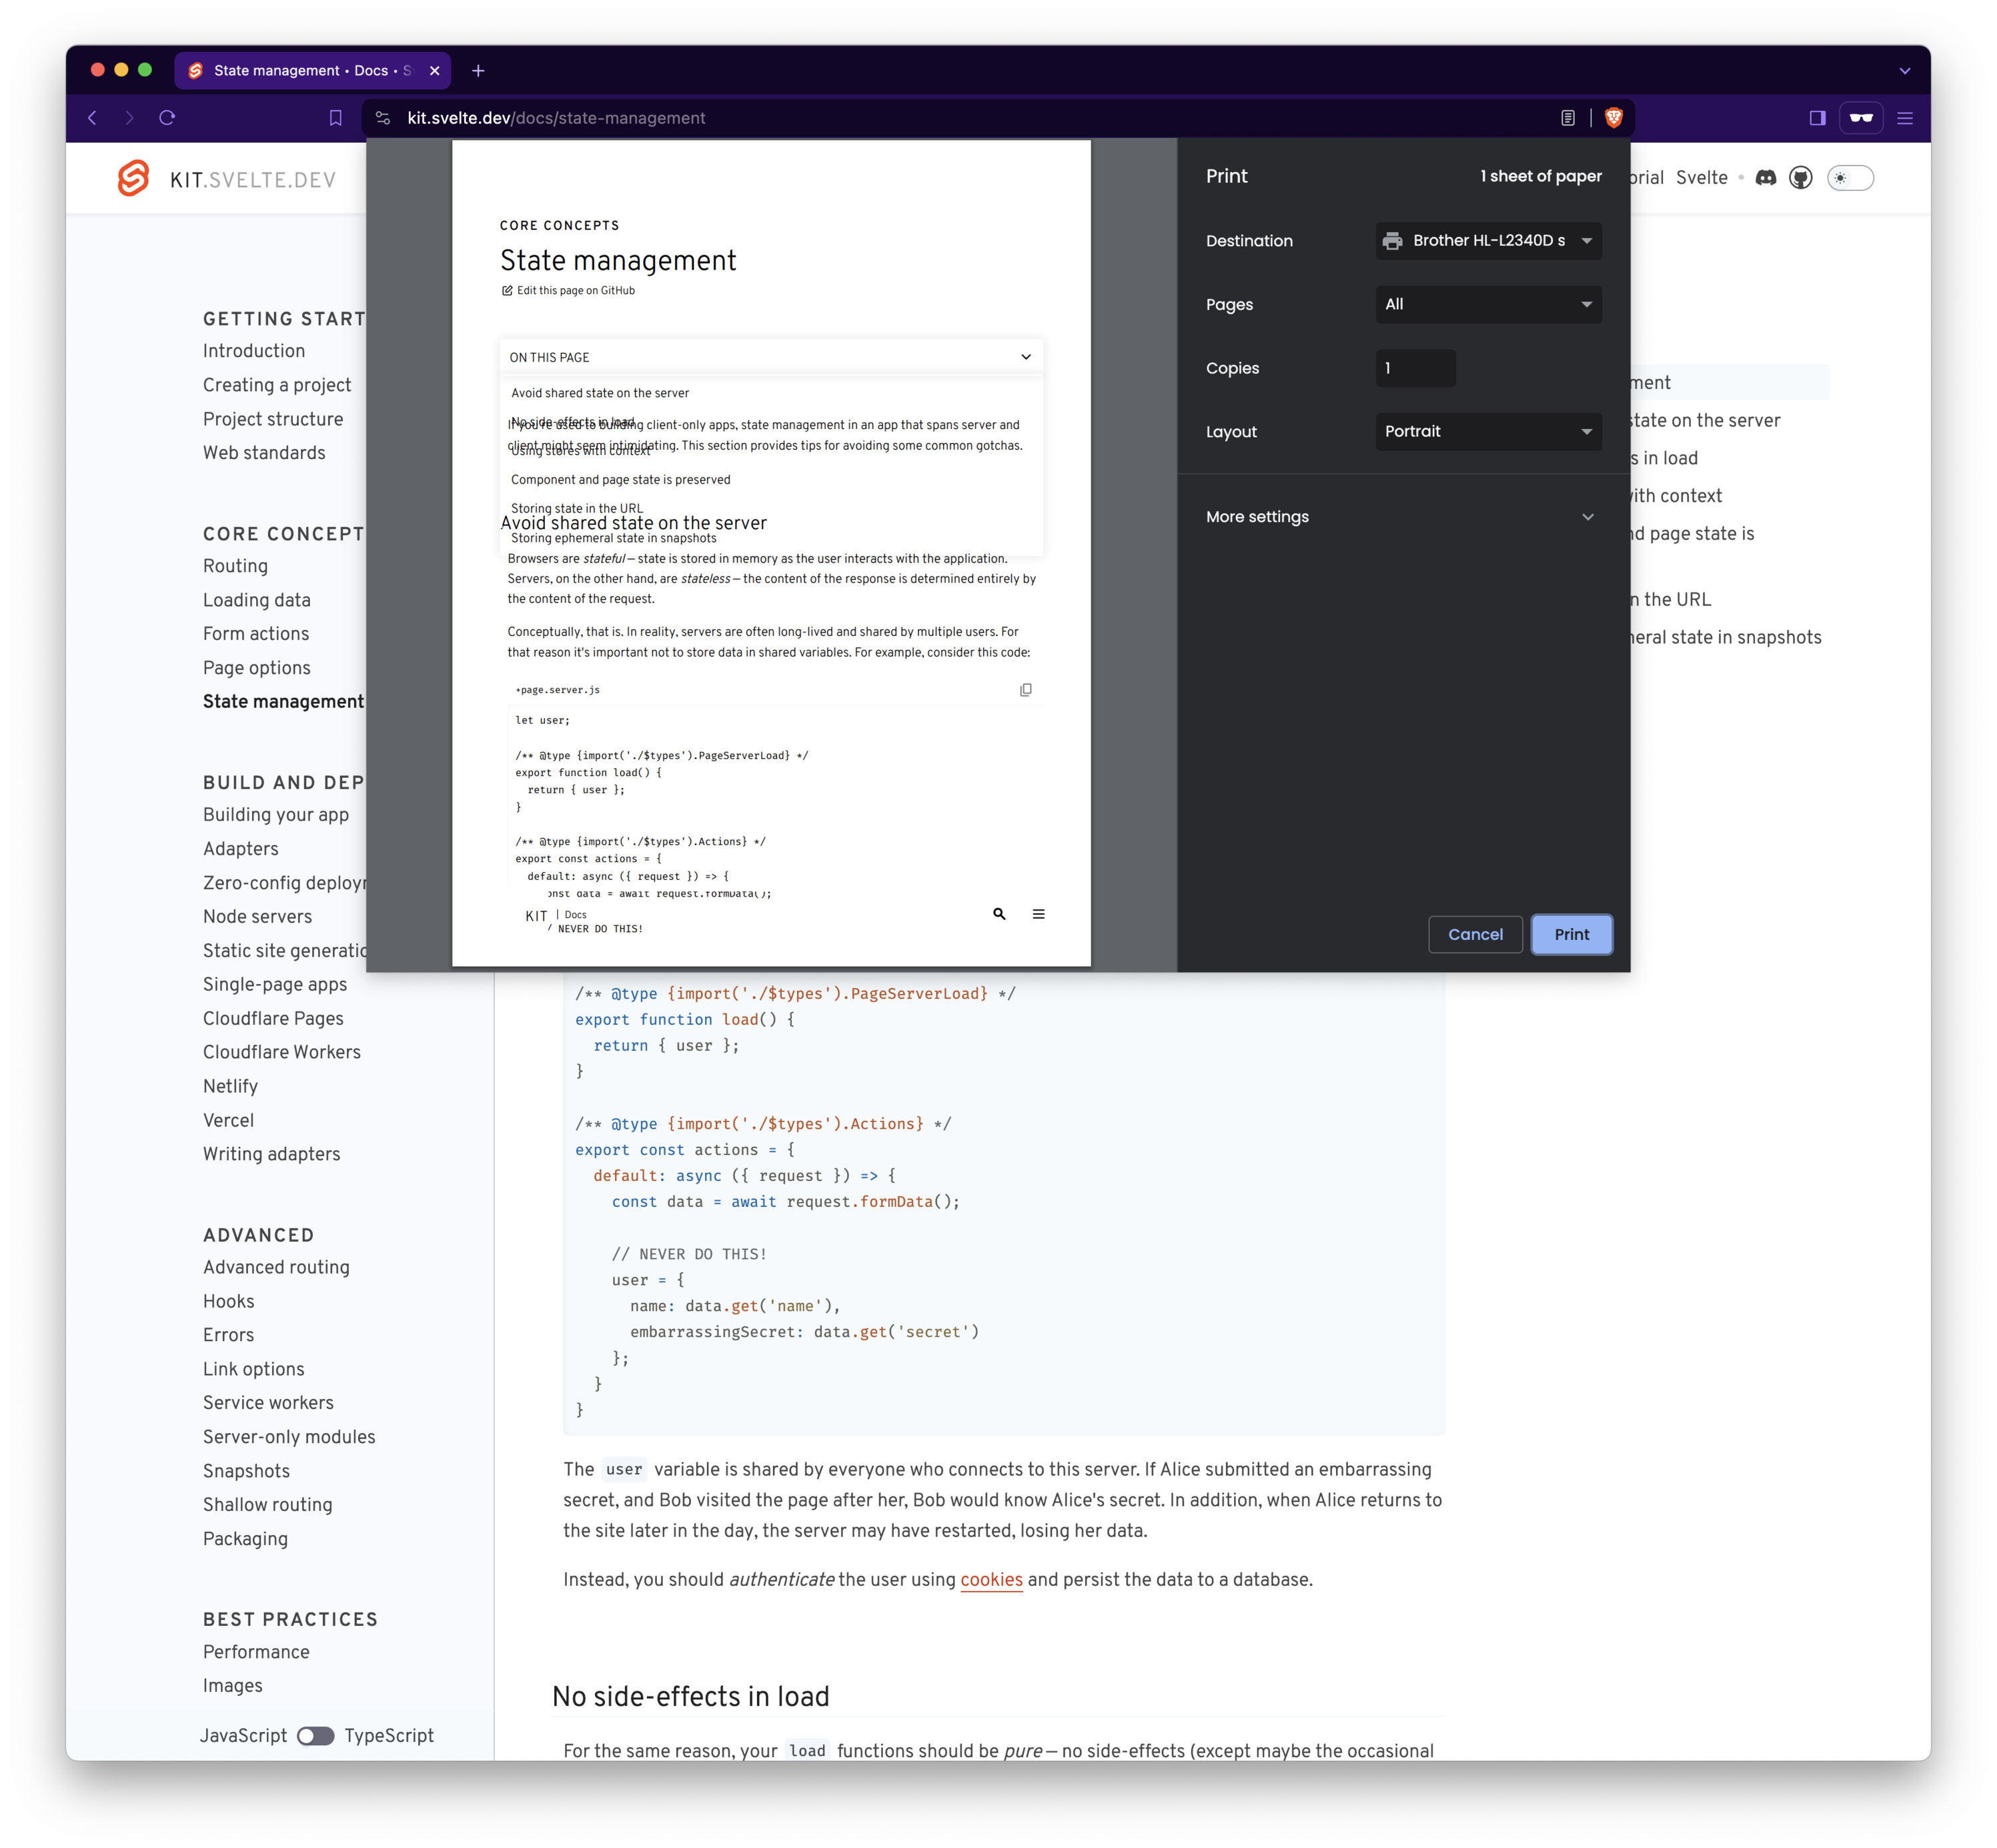 State management • Docs • S
kit.svelte.dev/docs/state-management
KIT.SVELTE.DEV
orial Svelte
GETTING START
Introduction
Creating a project
Project structure
Web standards
CORE CONCEPT
Routing
Loading data
Form actions
Page options
State management
BUILD AND DEP
Building your app
Adapters
Zero-config deployr
Node servers
Static site generatio
Single-page apps
Cloudflare Pages
Cloudflare Workers
Netlify
Vercel
Writing adapters
ADVANCED
Advanced routing
Hooks
Errors
Link options
Service workers
Server-only modules
Snapshots
Shallow routing
Packaging
BEST PRACTICES
Performance
Images
JavaScript TypeScript
CORE CONCEPTS
State management
Edit this page on GitHub
ON THIS PAGE
Avoid shared state on the server
No side-effects in load
If you're used to building client-only apps, state management in an app that spans server and
client might seem intimidating. This section provides tips for avoiding some common gotchas.
Using stores with context
Component and page state is preserved
Storing state in the URL
Avoid shared state on the server
Storing ephemeral state in snapshots
Browsers are stateful — state is stored in memory as the user interacts with the application.
Servers, on the other hand, are stateless — the content of the response is determined entirely by
the content of the request.
Conceptually, that is. In reality, servers are often long-lived and shared by multiple users. For
that reason it's important not to store data in shared variables. For example, consider this code:
+page.server.js
let user;
/** @type {import('./$types').PageServerLoad} */
export function load() {
return { user };
}
/** @type {import('./$types').Actions} */
export const actions = {
default: async ({ request }) => {
onst data = await request.formData();
KIT | Docs
/ NEVER DO THIS!
Print 1 sheet of paper
Destination Brother HL-L2340D s
Pages All
Copies 1
Layout Portrait
More settings
Cancel Print
ment
state on the server
s in load
ith context
nd page state is
n the URL
neral state in snapshots
/** @type {import('./$types').PageServerLoad} */
export function load() {
return { user };
}
/** @type {import('./$types').Actions} */
export const actions = {
default: async ({ request }) => {
const data = await request.formData();
// NEVER DO THIS!
user = {
name: data.get('name'),
embarrassingSecret: data.get('secret')
};
}
}
The user variable is shared by everyone who connects to this server. If Alice submitted an embarrassing
secret, and Bob visited the page after her, Bob would know Alice's secret. In addition, when Alice returns to
the site later in the day, the server may have restarted, losing her data.
Instead, you should authenticate the user using cookies and persist the data to a database.
No side-effects in load
For the same reason, your load functions should be pure — no side-effects (except maybe the occasional